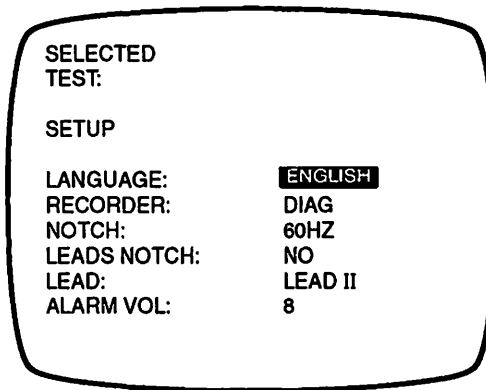 SELECTED
TEST:
SETUP
LANGUAGE: ENGLISH
RECORDER: DIAG
NOTCH: 60HZ
LEADS NOTCH: NO
LEAD: LEAD II
ALARM VOL: 8